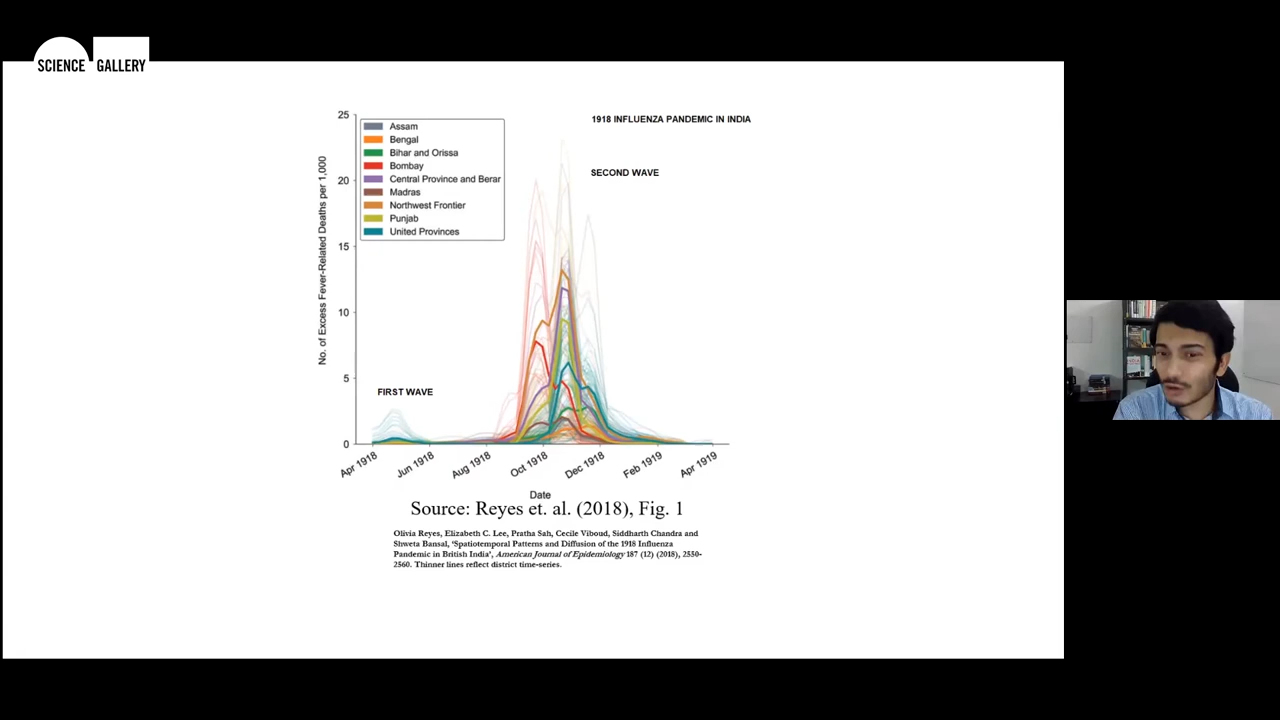 SCIENCE GALLERY
1918 INFLUENZA PANDEMIC IN INDIA
SECOND WAVE
FIRST WAVE
No. of Excess Fever-Related Deaths per 1,000
25
20
15
10
5
0
Assam
Bengal
Bihar and Orissa
Bombay
Central Province and Berar
Madras
Northwest Frontier
Punjab
United Provinces
Apr 1918
Jun 1918
Aug 1918
Oct 1918
Dec 1918
Feb 1919
Apr 1919
Date
Source: Reyes et. al. (2018), Fig. 1
Olivia Reyes, Elizabeth C. Lee, Pratha Sah, Cecile Viboud, Siddharth Chandra and
Shweta Bansal, ‘Spatiotemporal Patterns and Diffusion of the 1918 Influenza
Pandemic in British India’, American Journal of Epidemiology 187 (12) (2018), 2550-
2560. Thinner lines reflect district time-series.